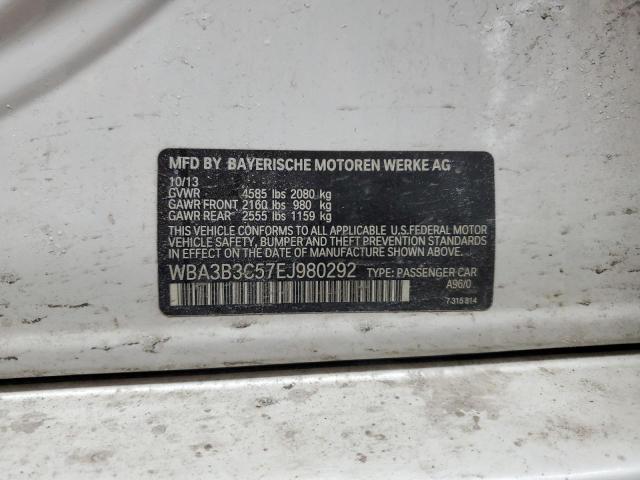 MFD BY BAYERISCHE MOTOREN WERKE AG
10/13
GVWR 4585 lbs 2080 kg
GAWR FRONT 2160 lbs 980 kg
GAWR REAR 2555 lbs 1159 kg
THIS VEHICLE CONFORMS TO ALL APPLICABLE U.S.FEDERAL MOTOR
VEHICLE SAFETY, BUMPER, AND THEFT PREVENTION STANDARDS
IN EFFECT ON THE DATE OF MANUFACTURE SHOWN ABOVE.
WBA3B3C57EJ980292 TYPE: PASSENGER CAR
A96/0
7 315 814